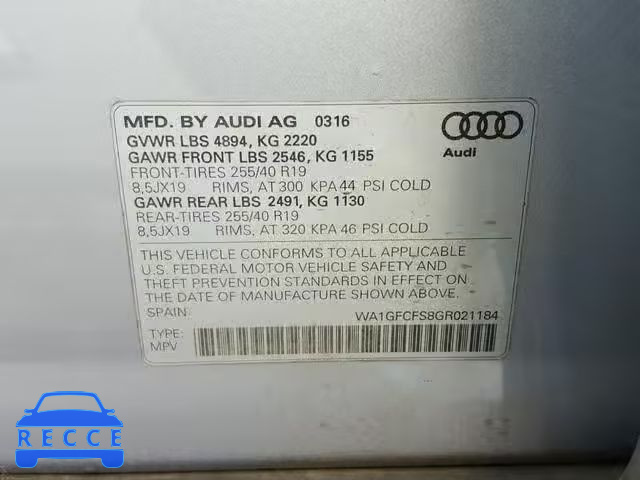 MFD. BY AUDI AG 0316
GVWR LBS 4894, KG 2220
GAWR FRONT LBS 2546, KG 1155
FRONT-TIRES 255/40 R19
8,5JX19 RIMS, AT 300 KPA 44 PSI COLD
GAWR REAR LBS 2491, KG 1130
REAR-TIRES 255/40 R19
8,5JX19 RIMS, AT 320 KPA 46 PSI COLD
Audi
THIS VEHICLE CONFORMS TO ALL APPLICABLE
U.S. FEDERAL MOTOR VEHICLE SAFETY AND
THEFT PREVENTION STANDARDS IN EFFECT ON
THE DATE OF MANUFACTURE SHOWN ABOVE.
SPAIN
WA1GFCFS8GR021184
TYPE:
MPV
RECCE